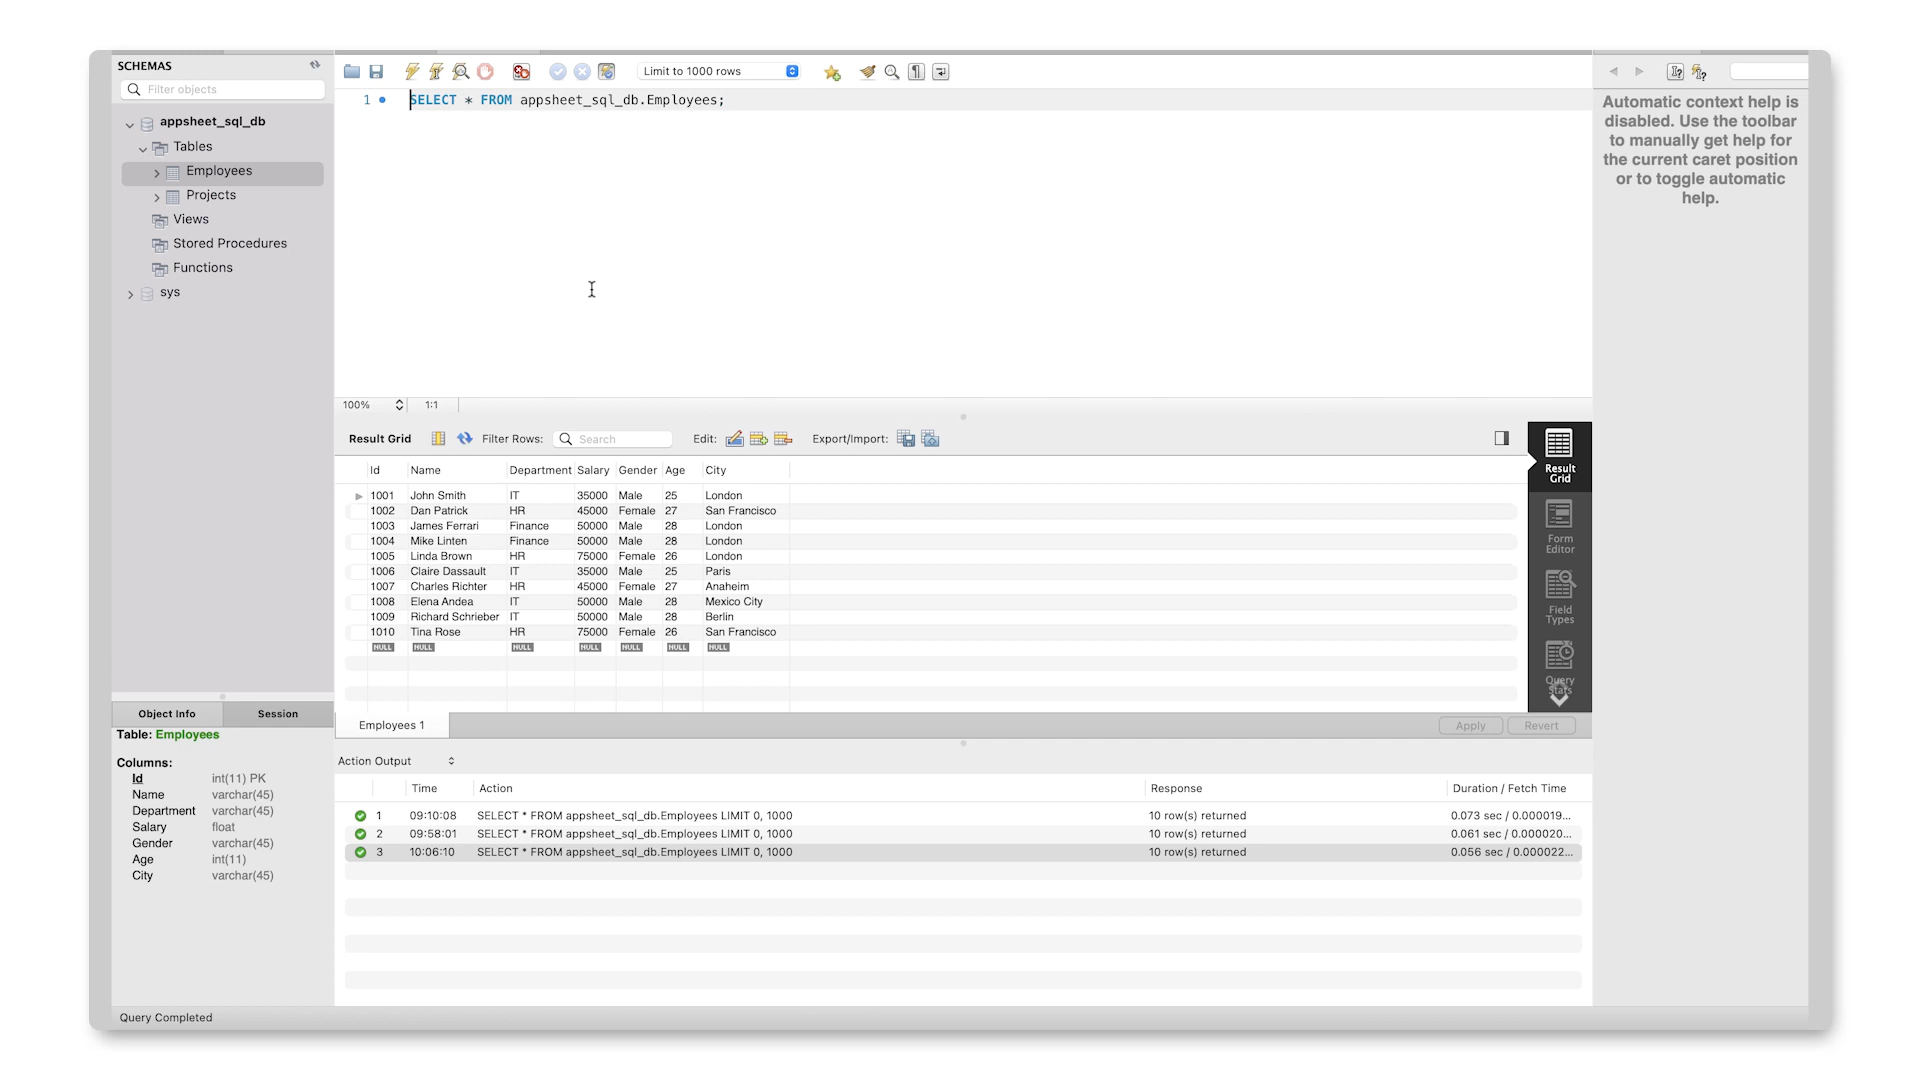 SCHEMAS
Filter objects
appsheet_sql_db
Tables
Employees
Projects
Views
Stored Procedures
Functions
sys
Limit to 1000 rows
1 SELECT * FROM appsheet_sql_db.Employees;
Automatic context help is
disabled. Use the toolbar
to manually get help for
the current caret position
or to toggle automatic
help.
100% 1:1
Result Grid Filter Rows: Search Edit: Export/Import:
Id Name Department Salary Gender Age City
1001 John Smith IT 35000 Male 25 London
1002 Dan Patrick HR 45000 Female 27 San Francisco
1003 James Ferrari Finance 50000 Male 28 London
1004 Mike Linten Finance 50000 Male 28 London
1005 Linda Brown HR 75000 Female 26 London
1006 Claire Dassault IT 35000 Male 25 Paris
1007 Charles Richter HR 45000 Female 27 Anaheim
1008 Elena Andea IT 50000 Male 28 Mexico City
1009 Richard Schrieber IT 50000 Male 28 Berlin
1010 Tina Rose HR 75000 Female 26 San Francisco
NULL NULL NULL NULL NULL NULL NULL
Result
Grid
Form
Editor
Field
Types
Query
Stats
Employees 1
Apply Revert
Object Info Session
Table: Employees
Columns:
Id int(11) PK
Name varchar(45)
Department varchar(45)
Salary float
Gender varchar(45)
Age int(11)
City varchar(45)
Action Output
Time Action Response Duration / Fetch Time
1 09:10:08 SELECT * FROM appsheet_sql_db.Employees LIMIT 0, 1000 10 row(s) returned 0.073 sec / 0.000019...
2 09:58:01 SELECT * FROM appsheet_sql_db.Employees LIMIT 0, 1000 10 row(s) returned 0.061 sec / 0.000020...
3 10:06:10 SELECT * FROM appsheet_sql_db.Employees LIMIT 0, 1000 10 row(s) returned 0.056 sec / 0.000022...
Query Completed